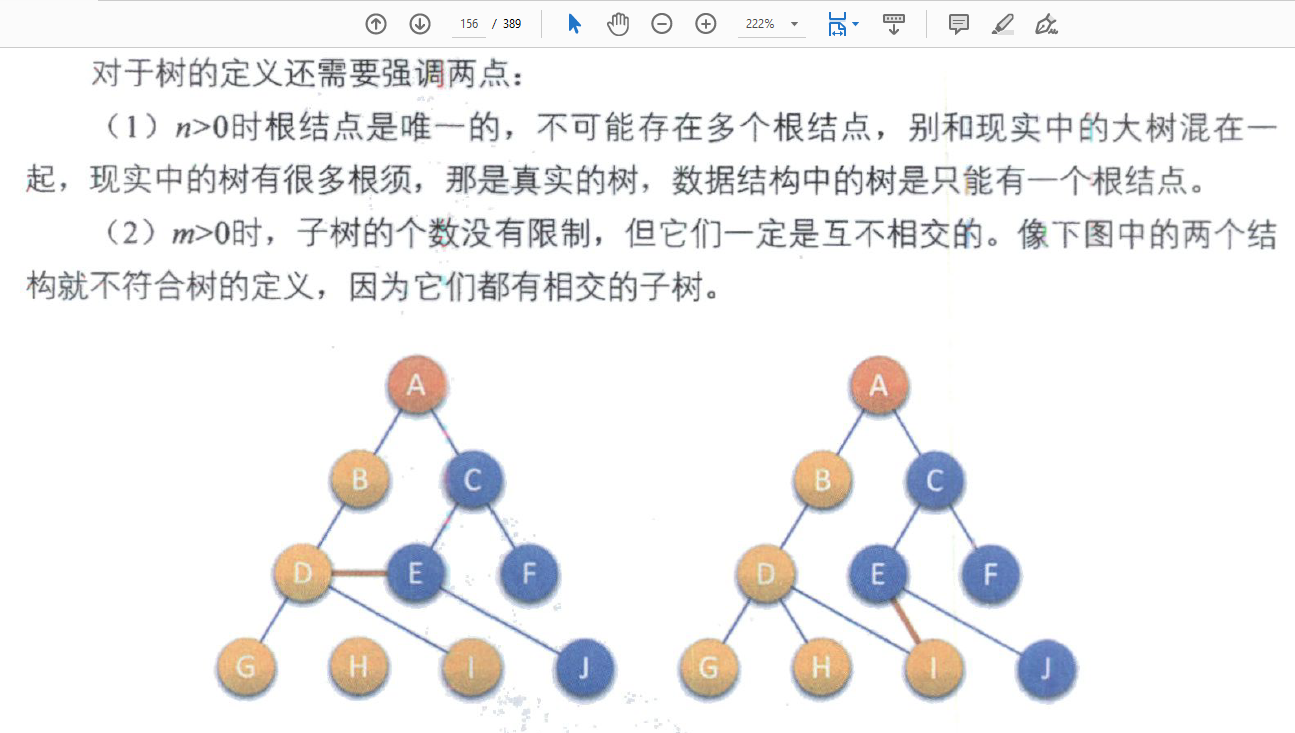 156 / 389
222%
对于树的定义还需要强调两点：
（1）n>0时根结点是唯一的，不可能存在多个根结点，别和现实中的大树混在一
起，现实中的树有很多根须，那是真实的树，数据结构中的树是只能有一个根结点。
（2）m>0时，子树的个数没有限制，但它们一定是互不相交的。像下图中的两个结
构就不符合树的定义，因为它们都有相交的子树。
A
B C
D E F
G H I J
A
B C
D E F
G H I J